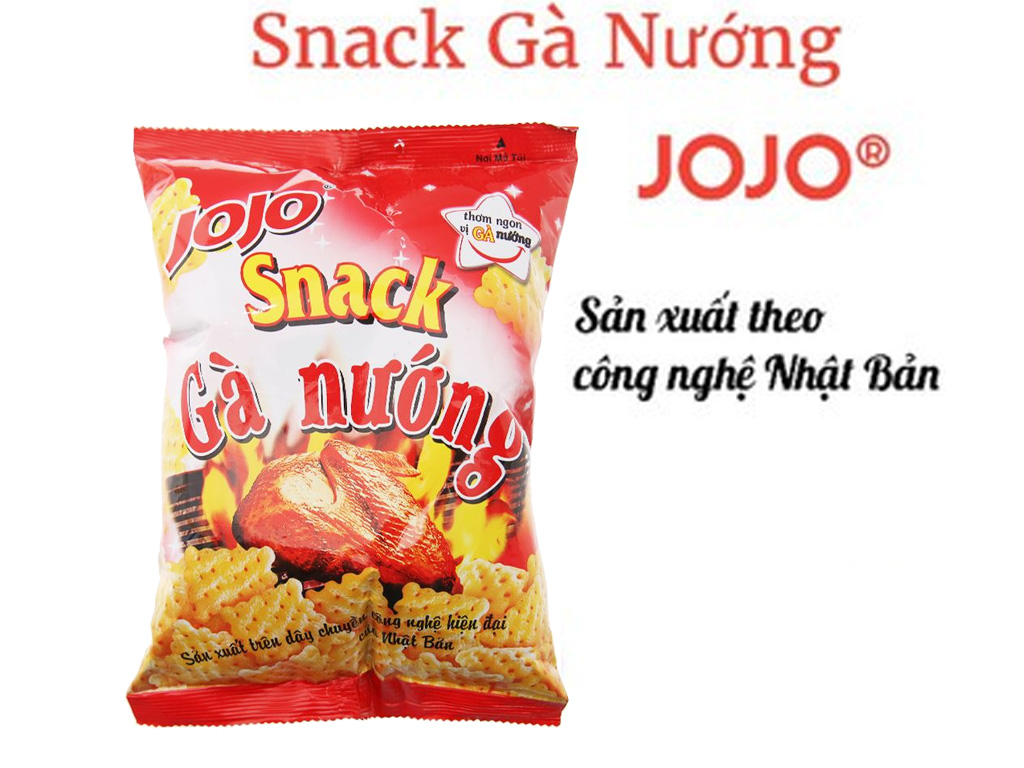 Snack Gà Nướng
JOJO®
Sản xuất theo
công nghệ Nhật Bản
Nơi Mở Túi
JOJO®
thơm ngon
vị GÀ nướng
Snack
Gà nướng
Sản xuất trên dây chuyền công nghệ hiện đại
của Nhật Bản